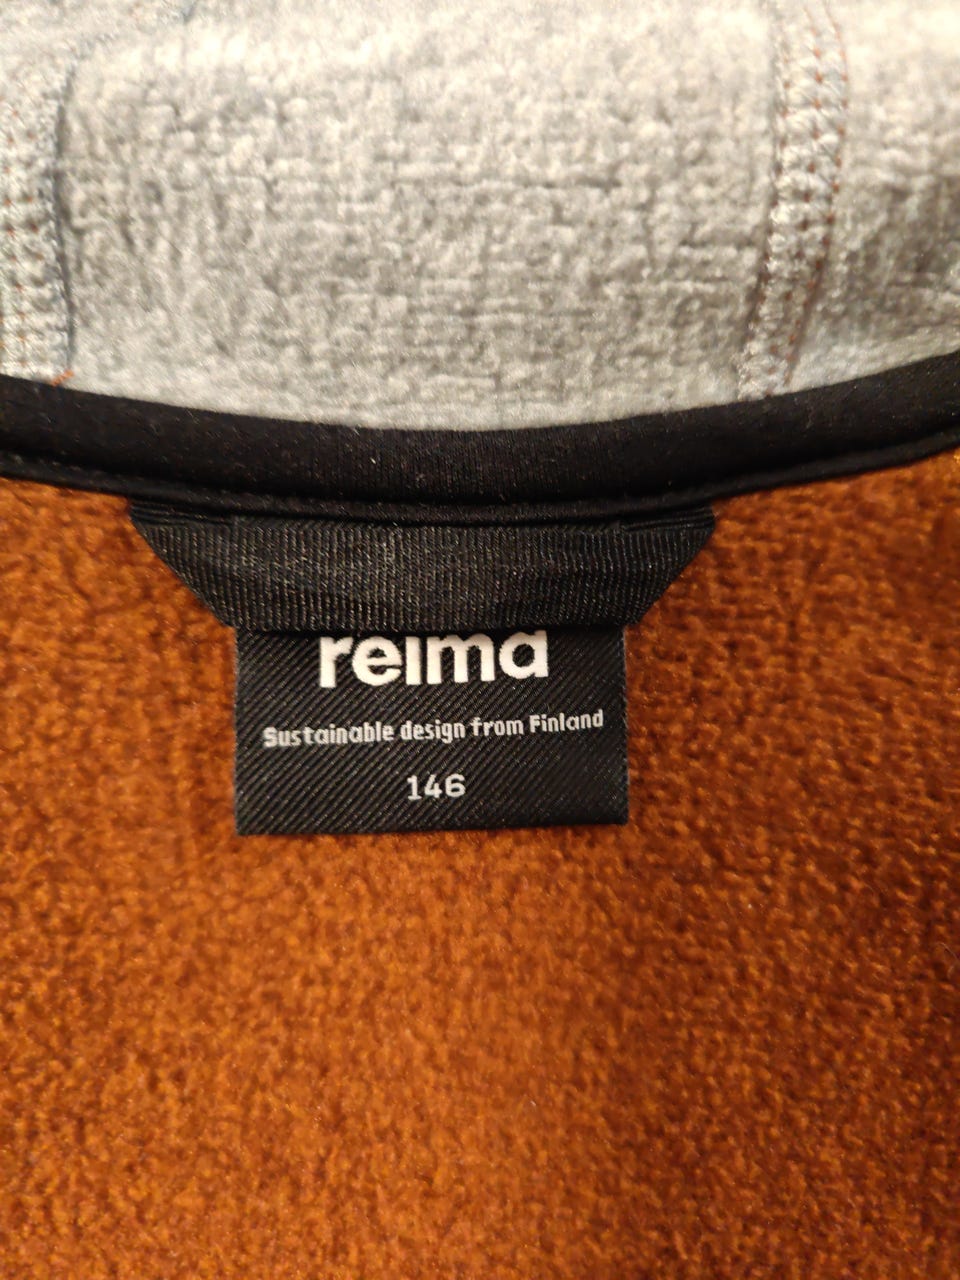 reima
Sustainable design from Finland
146